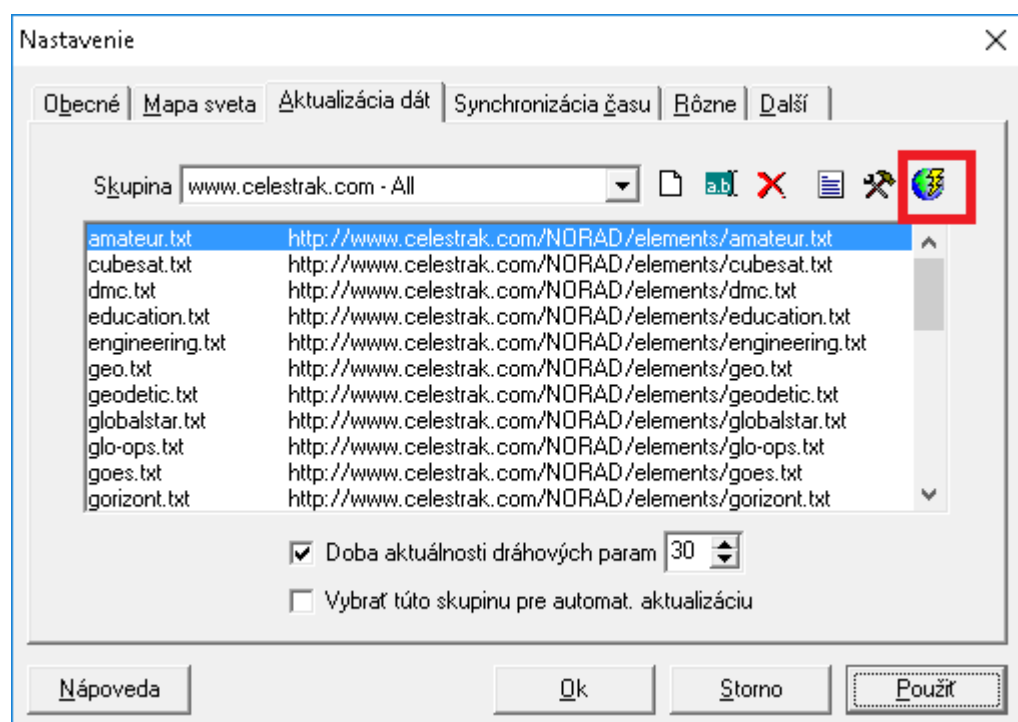 Nastavenie
Obecné Mapa sveta Aktualizácia dát Synchronizácia času Rôzne Další
Skupina www.celestrak.com - All
a.b
amateur.txt http://www.celestrak.com/NORAD/elements/amateur.txt
cubesat.txt http://www.celestrak.com/NORAD/elements/cubesat.txt
dmc.txt http://www.celestrak.com/NORAD/elements/dmc.txt
education.txt http://www.celestrak.com/NORAD/elements/education.txt
engineering.txt http://www.celestrak.com/NORAD/elements/engineering.txt
geo.txt http://www.celestrak.com/NORAD/elements/geo.txt
geodetic.txt http://www.celestrak.com/NORAD/elements/geodetic.txt
globalstar.txt http://www.celestrak.com/NORAD/elements/globalstar.txt
glo-ops.txt http://www.celestrak.com/NORAD/elements/glo-ops.txt
goes.txt http://www.celestrak.com/NORAD/elements/goes.txt
gorizont.txt http://www.celestrak.com/NORAD/elements/gorizont.txt
Doba aktuálnosti dráhových param 30
Vybrať túto skupinu pre automat. aktualizáciu
Nápoveda Ok Storno Použiť